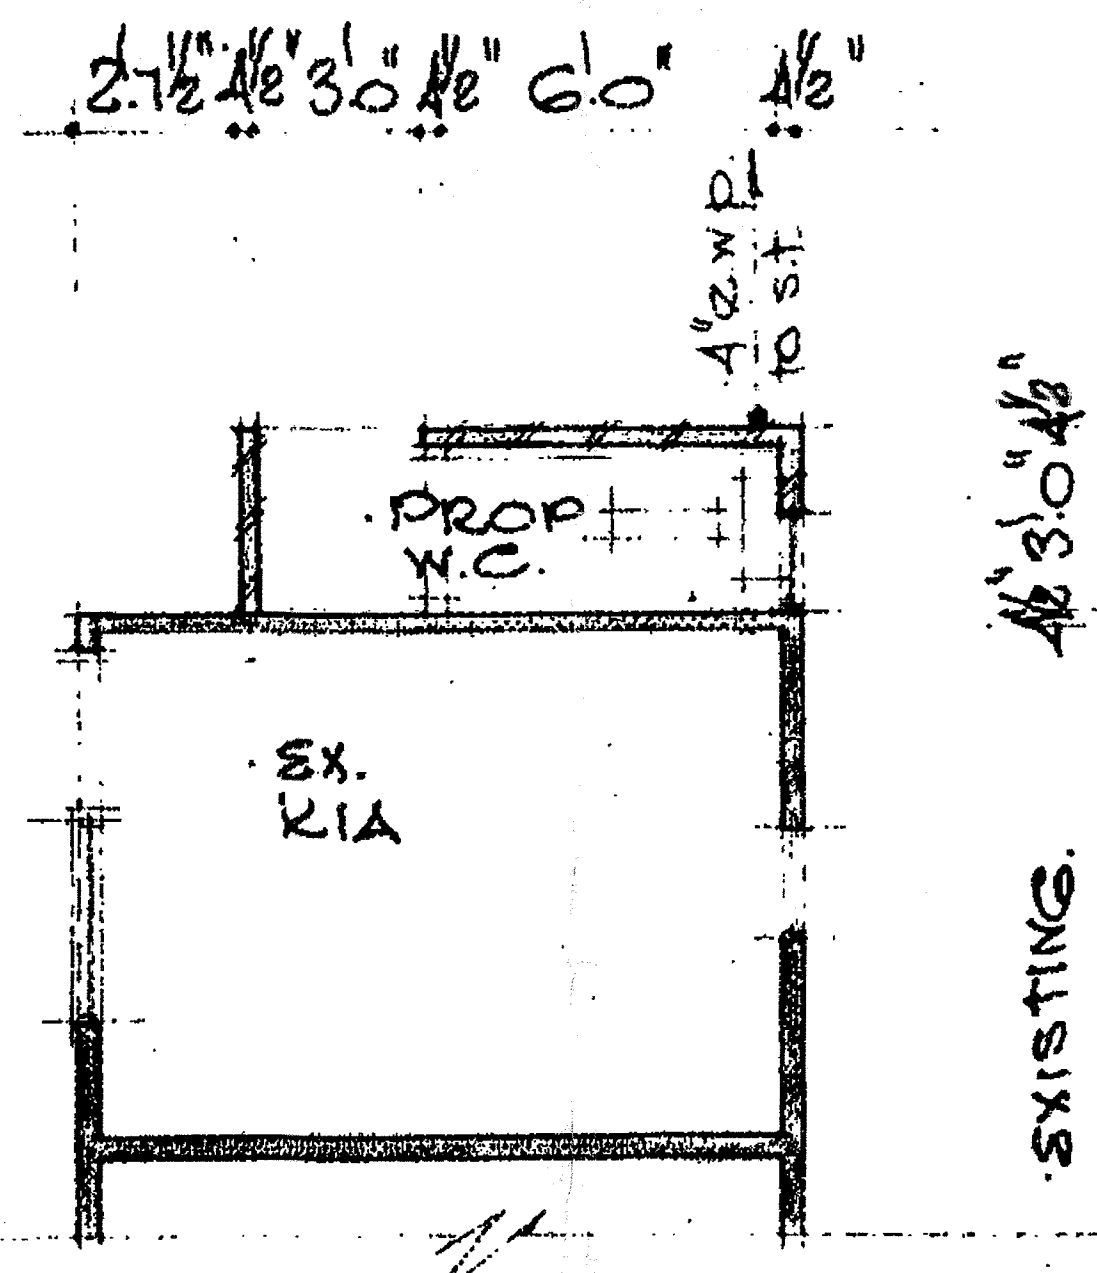 2'.7½" 4½" 3'.0" 4½" 6'.0" 4½"
4" C.W.P.
TO S.T.
PROP
W.C.
4½" 3'.0" 4½"
EX.
KIA
EXISTING.